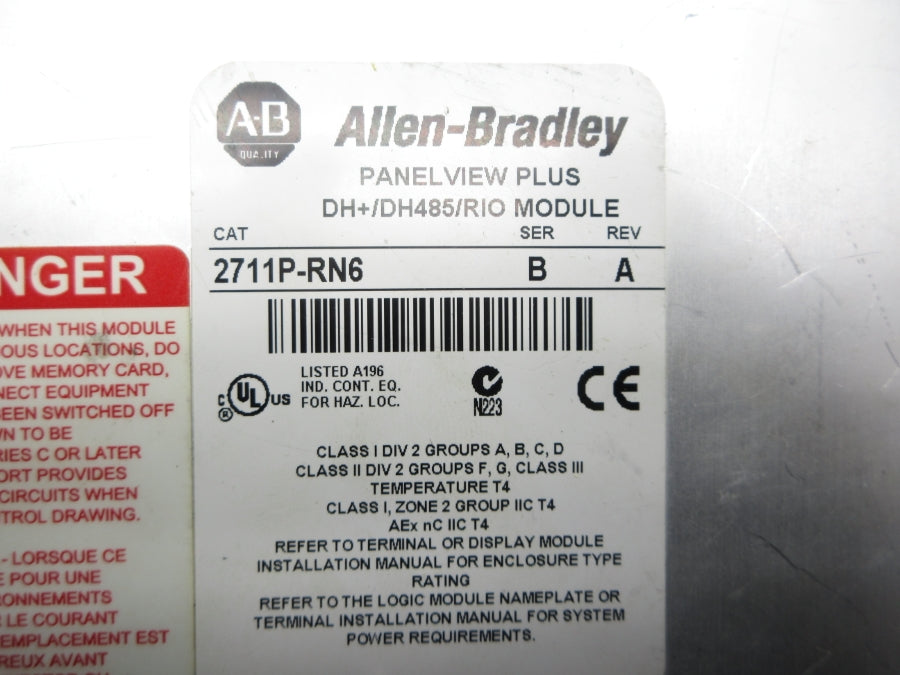 A-B
QUALITY
Allen-Bradley
PANELVIEW PLUS
DH+/DH485/RIO MODULE
CAT SER REV
2711P-RN6 B A
C UL US
®
LISTED A196
IND. CONT. EQ.
FOR HAZ. LOC.
N223
CE
CLASS I DIV 2 GROUPS A, B, C, D
CLASS II DIV 2 GROUPS F, G, CLASS III
TEMPERATURE T4
CLASS I, ZONE 2 GROUP IIC T4
AEx nC IIC T4
REFER TO TERMINAL OR DISPLAY MODULE
INSTALLATION MANUAL FOR ENCLOSURE TYPE
RATING
REFER TO THE LOGIC MODULE NAMEPLATE OR
TERMINAL INSTALLATION MANUAL FOR SYSTEM
POWER REQUIREMENTS.
NGER
WHEN THIS MODULE
OUS LOCATIONS, DO
OVE MEMORY CARD,
NECT EQUIPMENT
BEEN SWITCHED OFF
WN TO BE
RIES C OR LATER
ORT PROVIDES
CIRCUITS WHEN
TROL DRAWING.
- LORSQUE CE
E POUR UNE
RONNEMENTS
LE COURANT
EMPLACEMENT EST
REUX AVANT